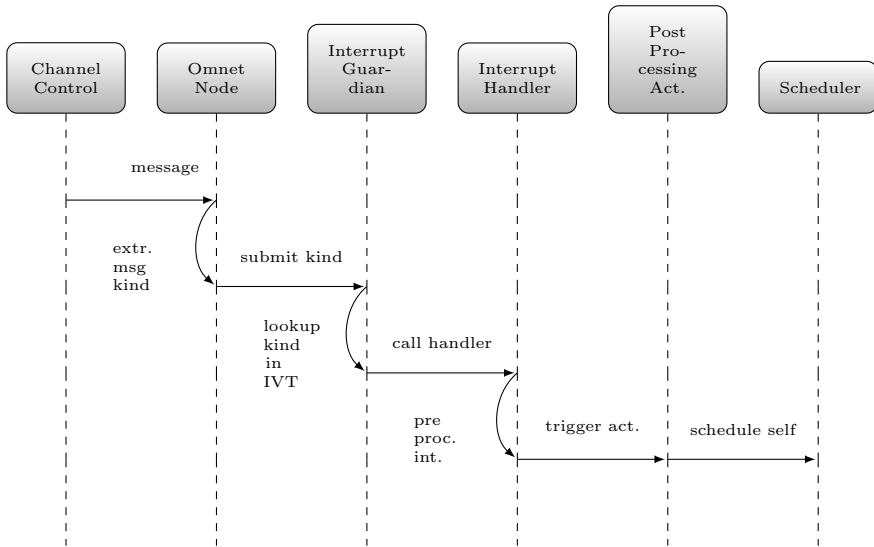 Channel
Control
Omnet
Node
Interrupt
Guar-
dian
Interrupt
Handler
Post
Pro-
cessing
Act.
Scheduler
message
extr.
msg
kind
submit kind
lookup
kind
in
IVT
call handler
pre
proc.
int.
trigger act.
schedule self